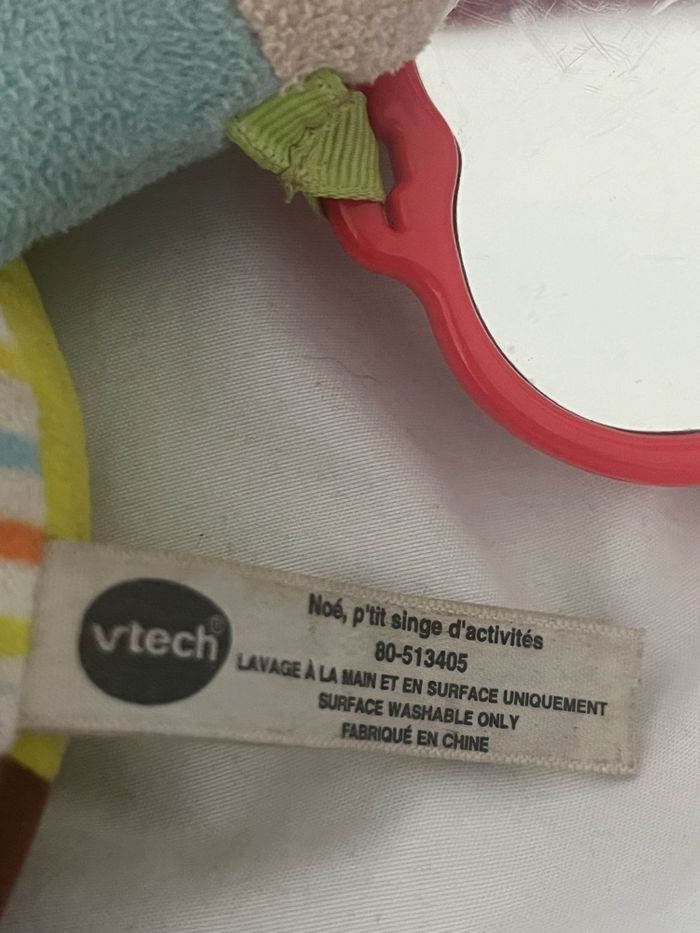 vtech®
Noé, p'tit singe d'activités
80-513405
LAVAGE À LA MAIN ET EN SURFACE UNIQUEMENT
SURFACE WASHABLE ONLY
FABRIQUÉ EN CHINE